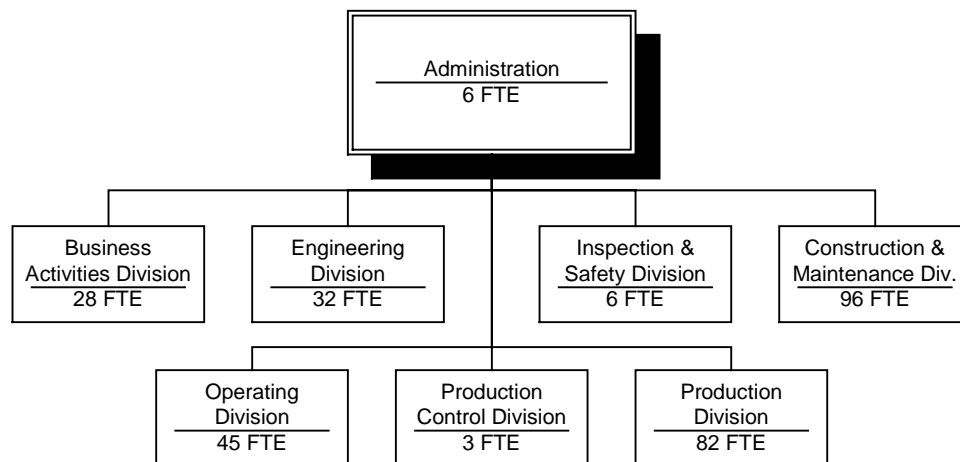 Administration
6 FTE
Business
Activities Division
28 FTE
Engineering
Division
32 FTE
Inspection &
Safety Division
6 FTE
Construction &
Maintenance Div.
96 FTE
Operating
Division
45 FTE
Production
Control Division
3 FTE
Production
Division
82 FTE